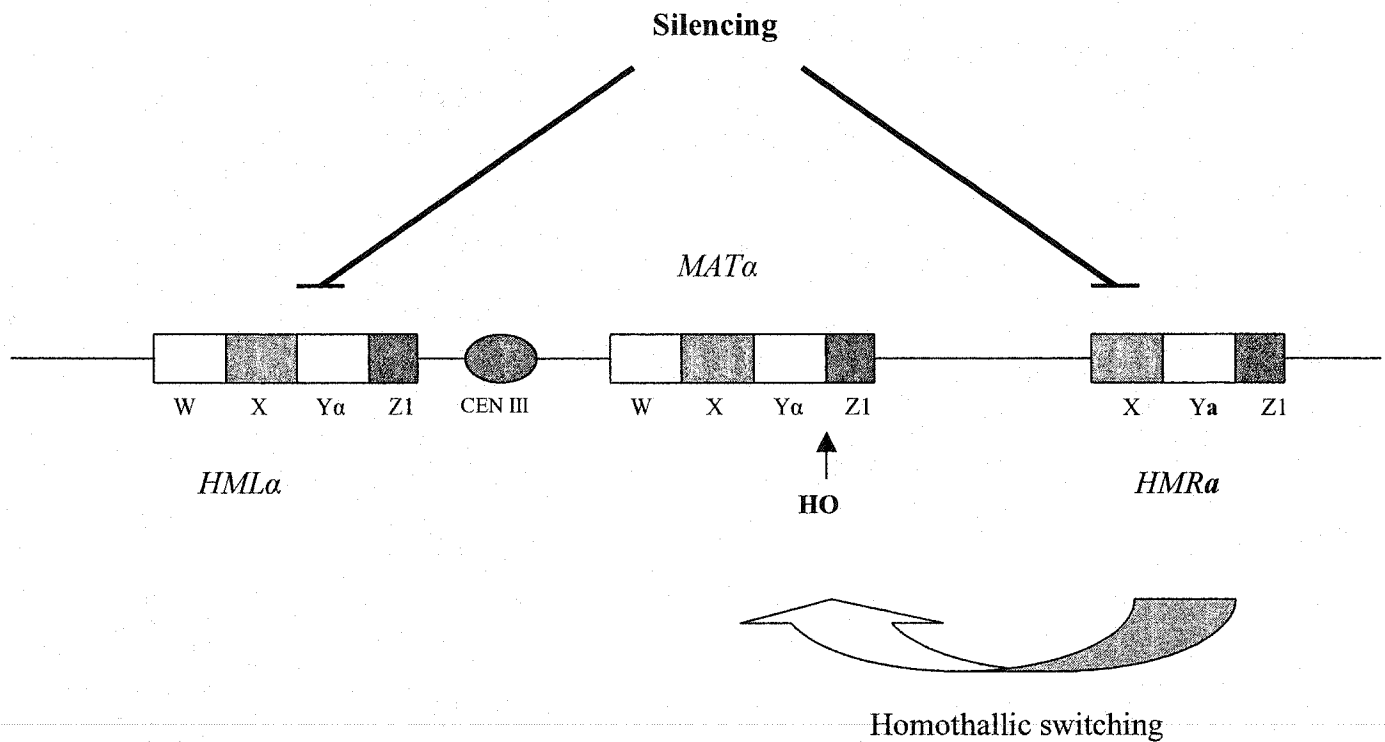 Silencing
MATα
W X Yα Z1 CEN III W X Yα Z1 X Ya Z1
HMLα HMRa
HO
Homothallic switching